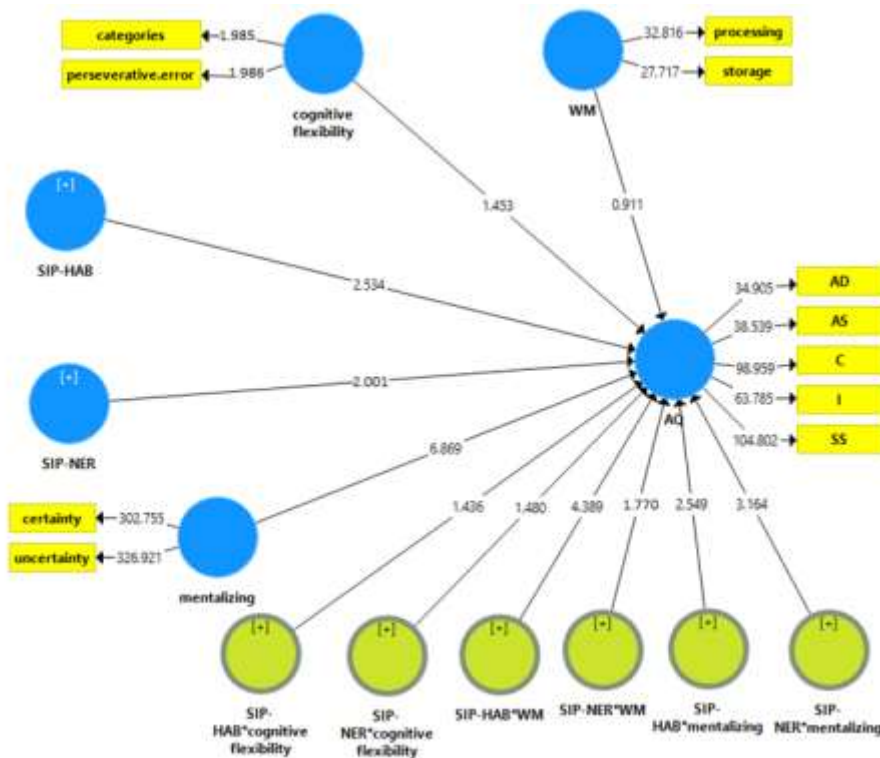 categories
1.985
perseverative.error
1.986
cognitive
flexibility
32.816
processing
27.717
storage
WM
1.453
0.911
[+]
SIP-HAB
2.534
[+]
SIP-NER
2.001
34.905
AD
38.539
AS
98.959
C
63.785
I
104.802
SS
AQ
6.869
certainty
302.755
uncertainty
326.921
mentalizing
1.436
1.480
4.389
1.770
2.549
3.164
[+]
SIP-
HAB*cognitive
flexibility
[+]
SIP-
NER*cognitive
flexibility
[+]
SIP-HAB*WM
[+]
SIP-NER*WM
[+]
SIP-
HAB*mentalizing
[+]
SIP-
NER*mentalizing